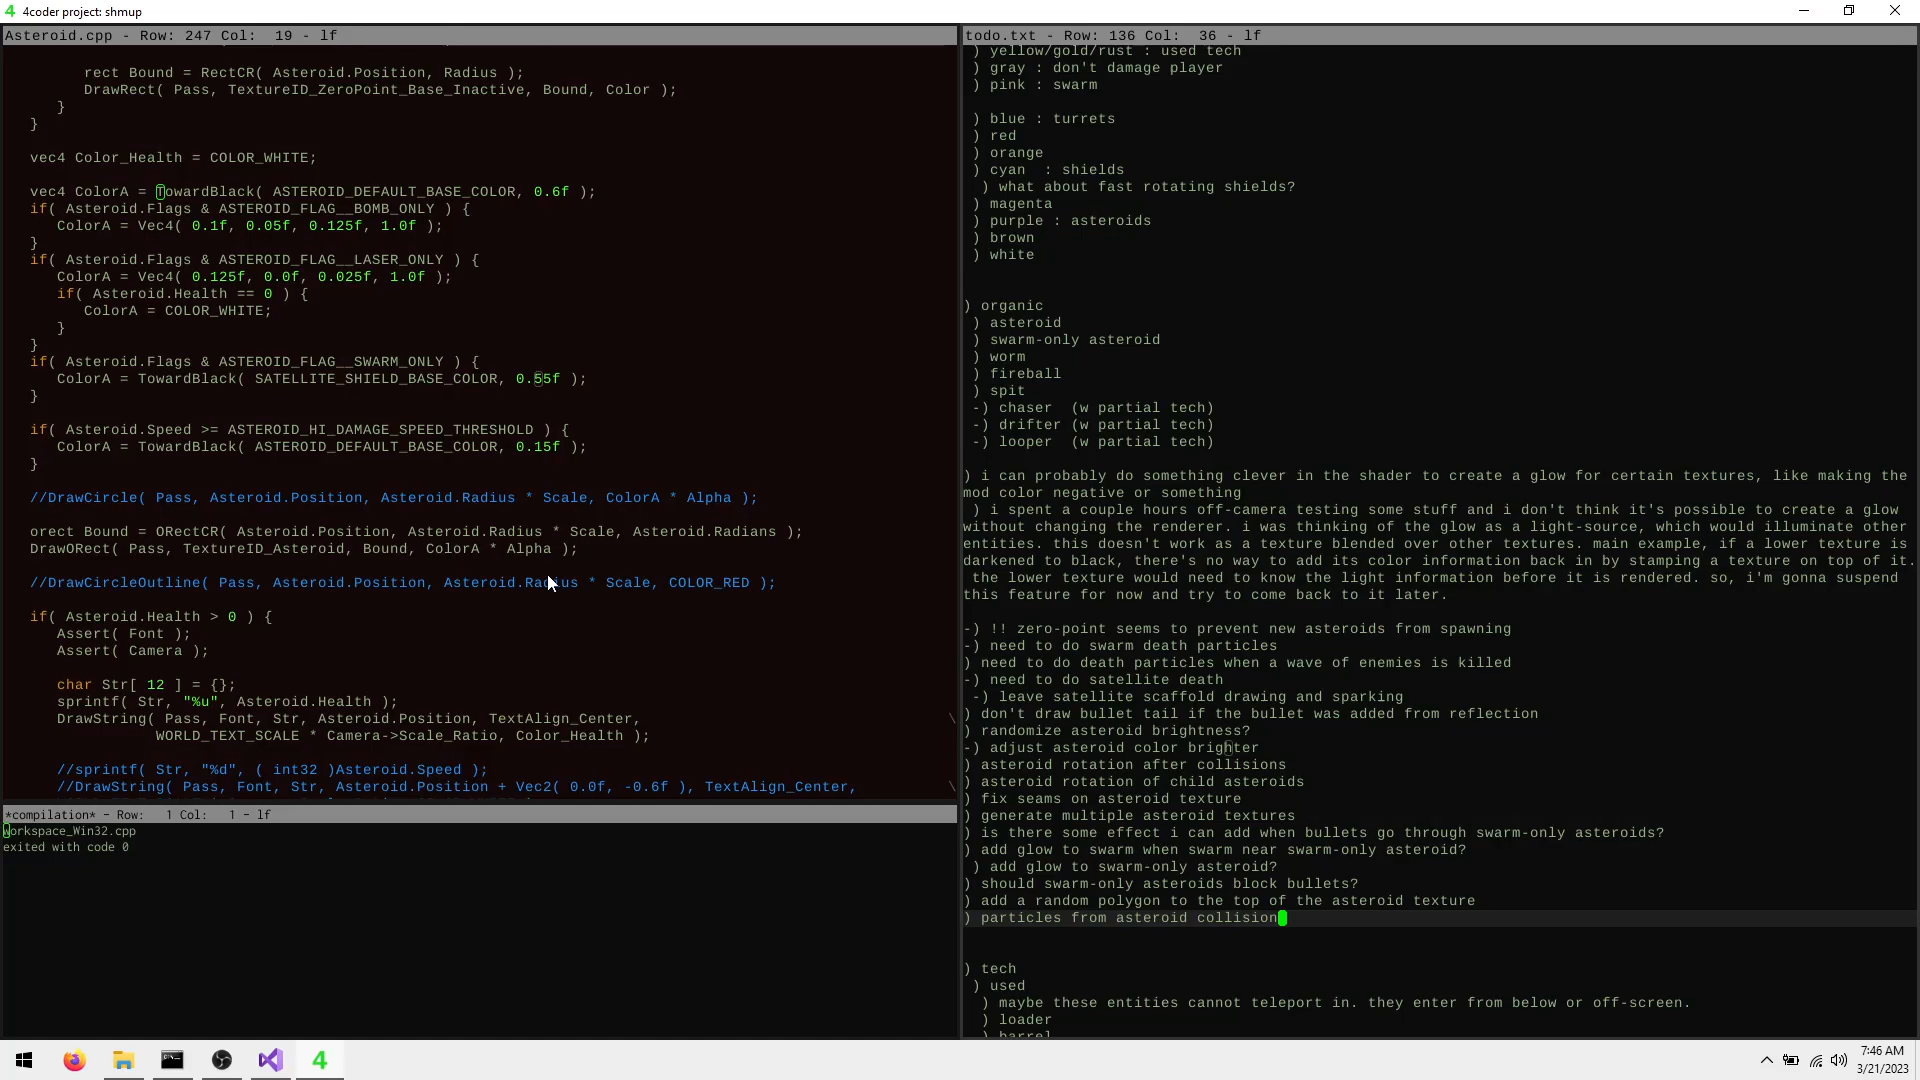 4coder project: shmup
Asteroid.cpp - Row: 247 Col:  19 - lf
rect Bound = RectCR( Asteroid.Position, Radius );
DrawRect( Pass, TextureID_ZeroPoint_Base_Inactive, Bound, Color );
}
}
vec4 Color_Health = COLOR_WHITE;
vec4 ColorA = TowardBlack( ASTEROID_DEFAULT_BASE_COLOR, 0.6f );
if( Asteroid.Flags & ASTEROID_FLAG__BOMB_ONLY ) {
ColorA = Vec4( 0.1f, 0.05f, 0.125f, 1.0f );
}
if( Asteroid.Flags & ASTEROID_FLAG__LASER_ONLY ) {
ColorA = Vec4( 0.125f, 0.0f, 0.025f, 1.0f );
if( Asteroid.Health == 0 ) {
ColorA = COLOR_WHITE;
}
}
if( Asteroid.Flags & ASTEROID_FLAG__SWARM_ONLY ) {
ColorA = TowardBlack( SATELLITE_SHIELD_BASE_COLOR, 0.55f );
}
if( Asteroid.Speed >= ASTEROID_HI_DAMAGE_SPEED_THRESHOLD ) {
ColorA = TowardBlack( ASTEROID_DEFAULT_BASE_COLOR, 0.15f );
}
//DrawCircle( Pass, Asteroid.Position, Asteroid.Radius * Scale, ColorA * Alpha );
orect Bound = ORectCR( Asteroid.Position, Asteroid.Radius * Scale, Asteroid.Radians );
DrawORect( Pass, TextureID_Asteroid, Bound, ColorA * Alpha );
//DrawCircleOutline( Pass, Asteroid.Position, Asteroid.Radius * Scale, COLOR_RED );
if( Asteroid.Health > 0 ) {
Assert( Font );
Assert( Camera );
char Str[ 12 ] = {};
sprintf( Str, "%u", Asteroid.Health );
DrawString( Pass, Font, Str, Asteroid.Position, TextAlign_Center, \
WORLD_TEXT_SCALE * Camera->Scale_Ratio, Color_Health );
//sprintf( Str, "%d", ( int32 )Asteroid.Speed );
//DrawString( Pass, Font, Str, Asteroid.Position + Vec2( 0.0f, -0.6f ), TextAlign_Center, \
*compilation* - Row:   1 Col:   1 - lf
workspace_Win32.cpp
exited with code 0
todo.txt - Row: 136 Col:  36 - lf
) yellow/gold/rust : used tech
) gray : don't damage player
) pink : swarm
) blue : turrets
) red
) orange
) cyan  : shields
) what about fast rotating shields?
) magenta
) purple : asteroids
) brown
) white
) organic
) asteroid
) swarm-only asteroid
) worm
) fireball
) spit
-) chaser  (w partial tech)
-) drifter (w partial tech)
-) looper  (w partial tech)
) i can probably do something clever in the shader to create a glow for certain textures, like making the
mod color negative or something
) i spent a couple hours off-camera testing some stuff and i don't think it's possible to create a glow
without changing the renderer. i was thinking of the glow as a light-source, which would illuminate other
entities. this doesn't work as a texture blended over other textures. main example, if a lower texture is
darkened to black, there's no way to add its color information back in by stamping a texture on top of it.
the lower texture would need to know the light information before it is rendered. so, i'm gonna suspend
this feature for now and try to come back to it later.
-) !! zero-point seems to prevent new asteroids from spawning
-) need to do swarm death particles
) need to do death particles when a wave of enemies is killed
-) need to do satellite death
-) leave satellite scaffold drawing and sparking
) don't draw bullet tail if the bullet was added from reflection
) randomize asteroid brightness?
-) adjust asteroid color brighter
) asteroid rotation after collisions
) asteroid rotation of child asteroids
) fix seams on asteroid texture
) generate multiple asteroid textures
) is there some effect i can add when bullets go through swarm-only asteroids?
) add glow to swarm when swarm near swarm-only asteroid?
) add glow to swarm-only asteroid?
) should swarm-only asteroids block bullets?
) add a random polygon to the top of the asteroid texture
) particles from asteroid collision
) tech
) used
) maybe these entities cannot teleport in. they enter from below or off-screen.
) loader
) barrel
7:46 AM
3/21/2023